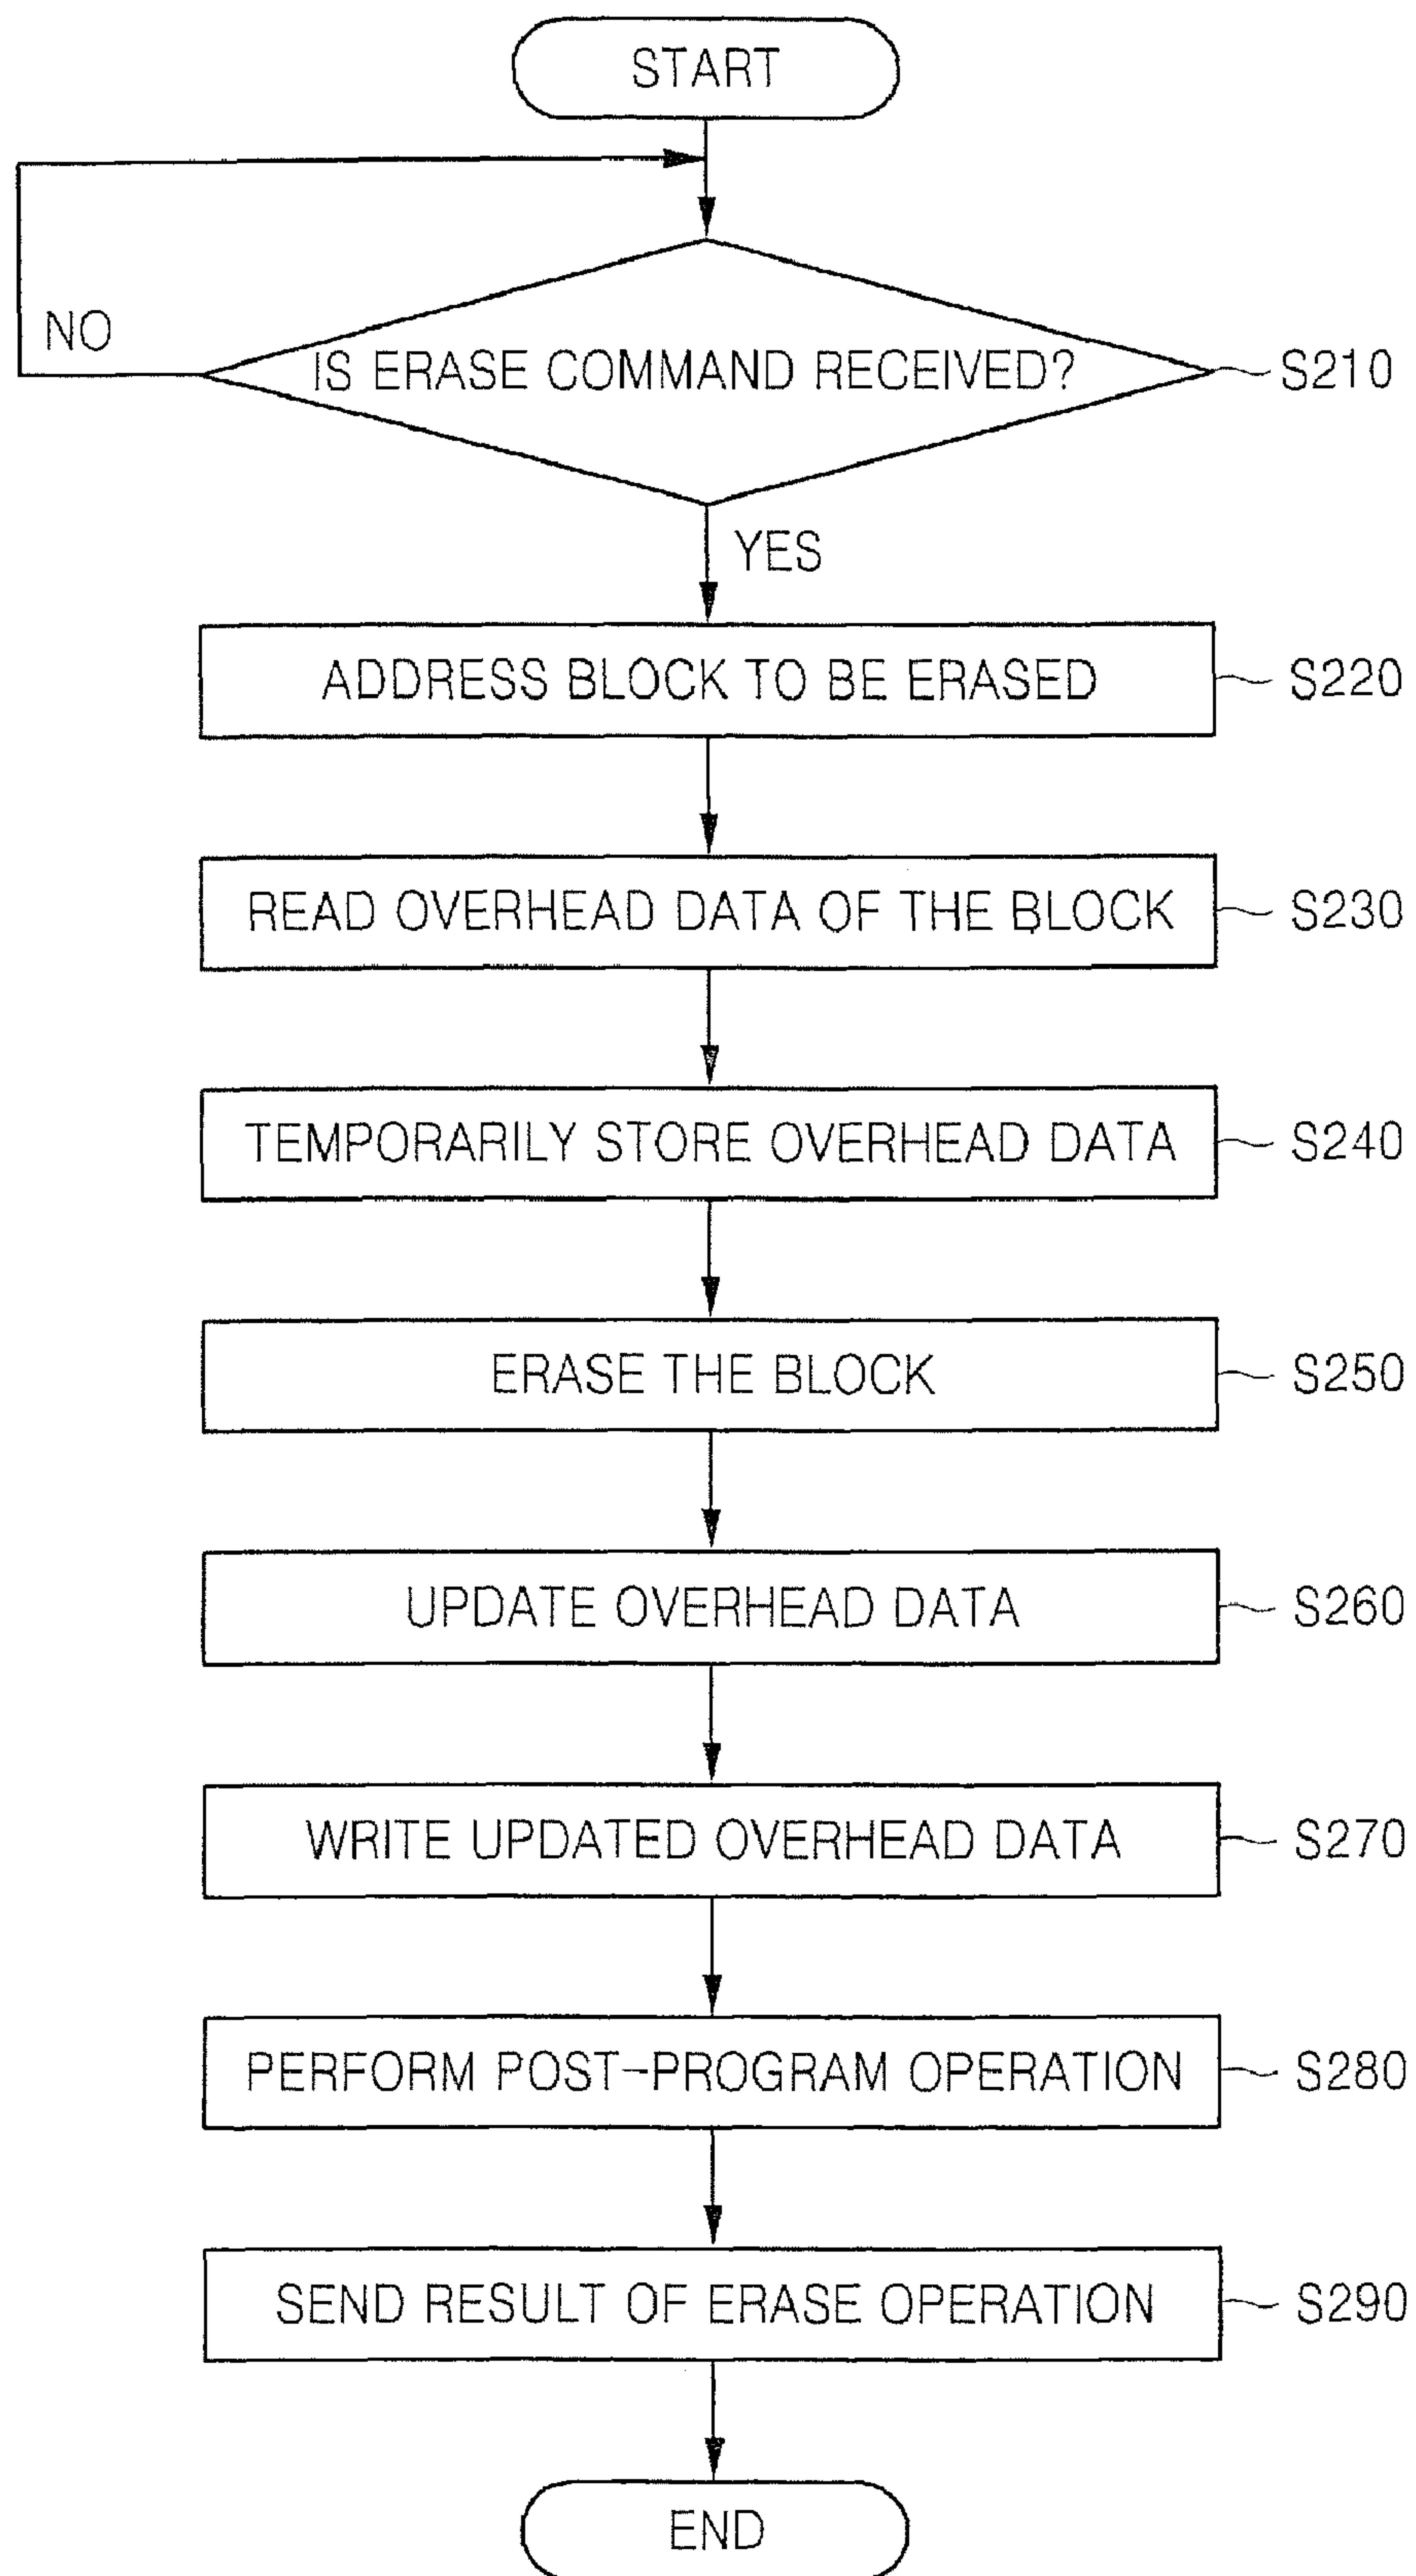 START
NO
IS ERASE COMMAND RECEIVED? S210
YES
ADDRESS BLOCK TO BE ERASED S220
READ OVERHEAD DATA OF THE BLOCK S230
TEMPORARILY STORE OVERHEAD DATA S240
ERASE THE BLOCK S250
UPDATE OVERHEAD DATA S260
WRITE UPDATED OVERHEAD DATA S270
PERFORM POST-PROGRAM OPERATION S280
SEND RESULT OF ERASE OPERATION S290
END